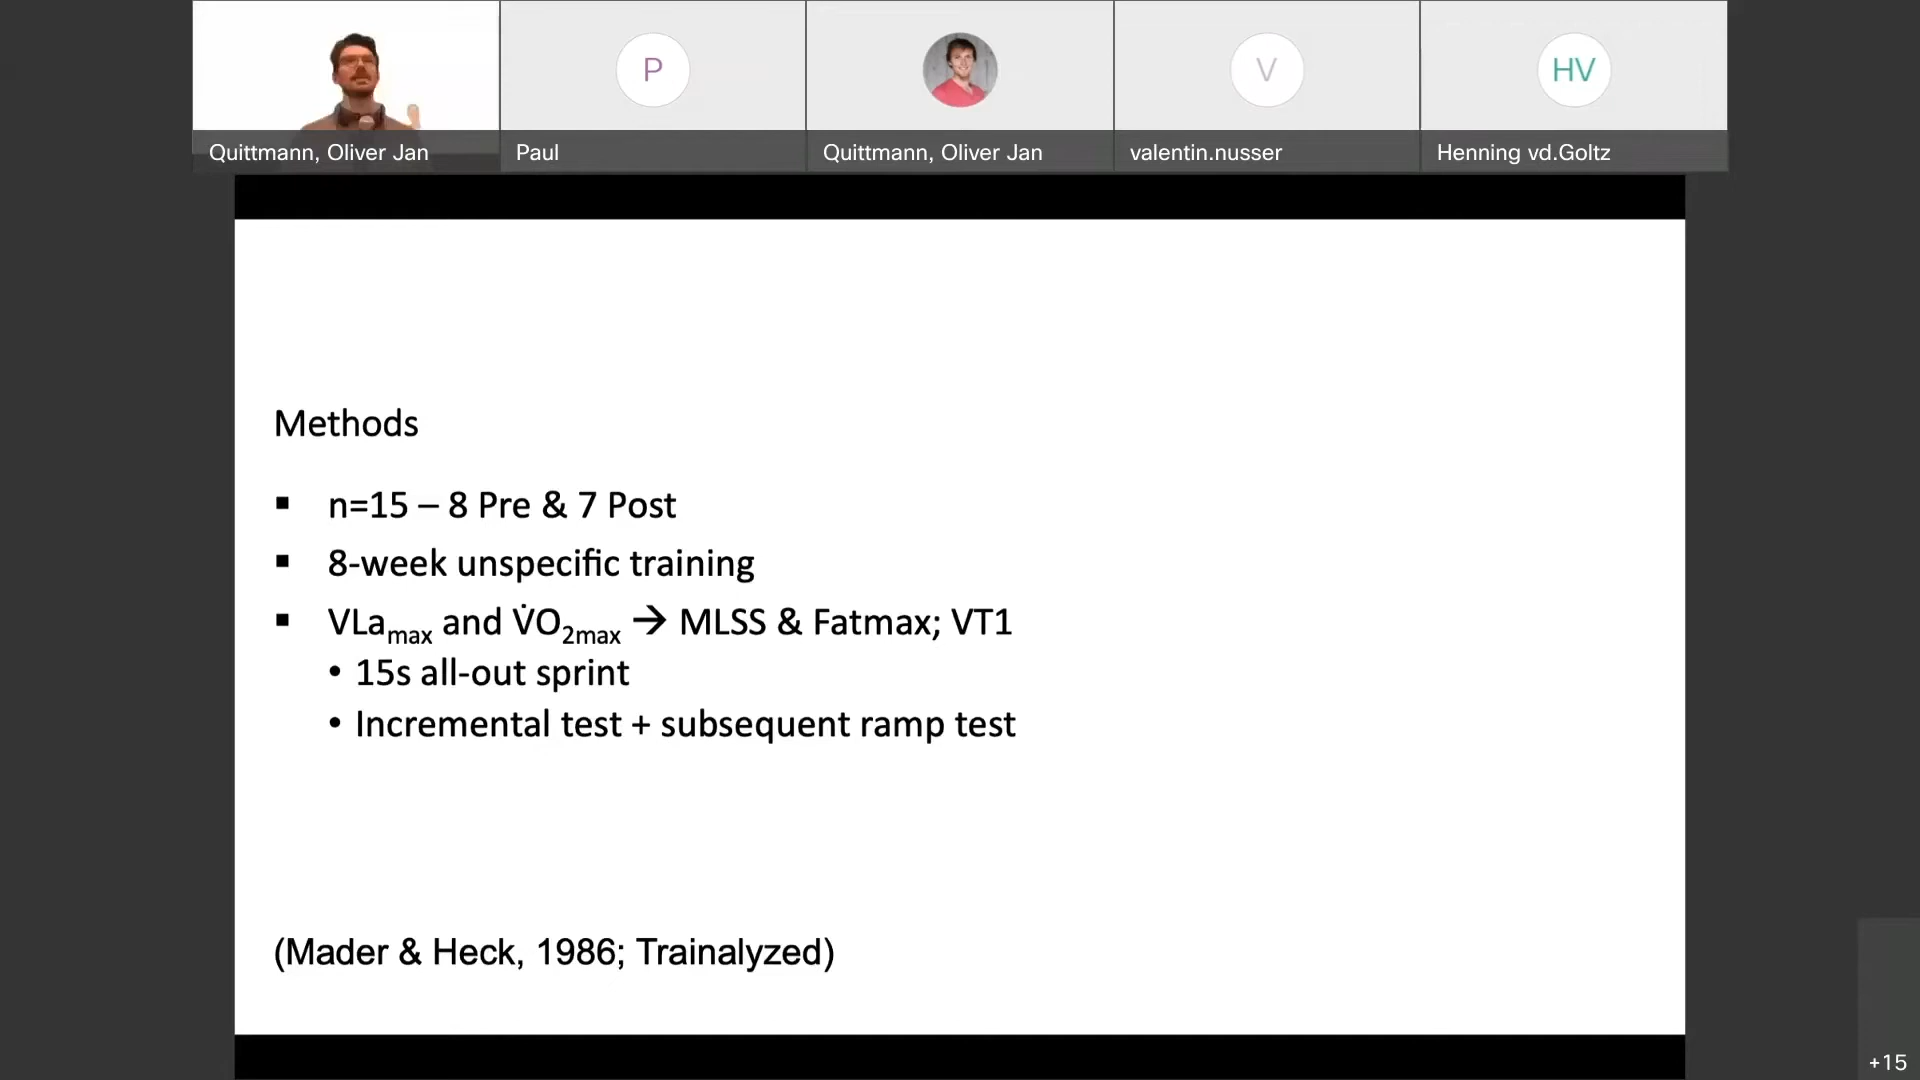 P
V
HV
Quittmann, Oliver Jan
Paul
Quittmann, Oliver Jan
valentin.nusser
Henning vd.Goltz
Methods
▪ n=15 – 8 Pre & 7 Post
▪ 8-week unspecific training
▪ VLamax and V̇O2max → MLSS & Fatmax; VT1
• 15s all-out sprint
• Incremental test + subsequent ramp test
(Mader & Heck, 1986; Trainalyzed)
+15